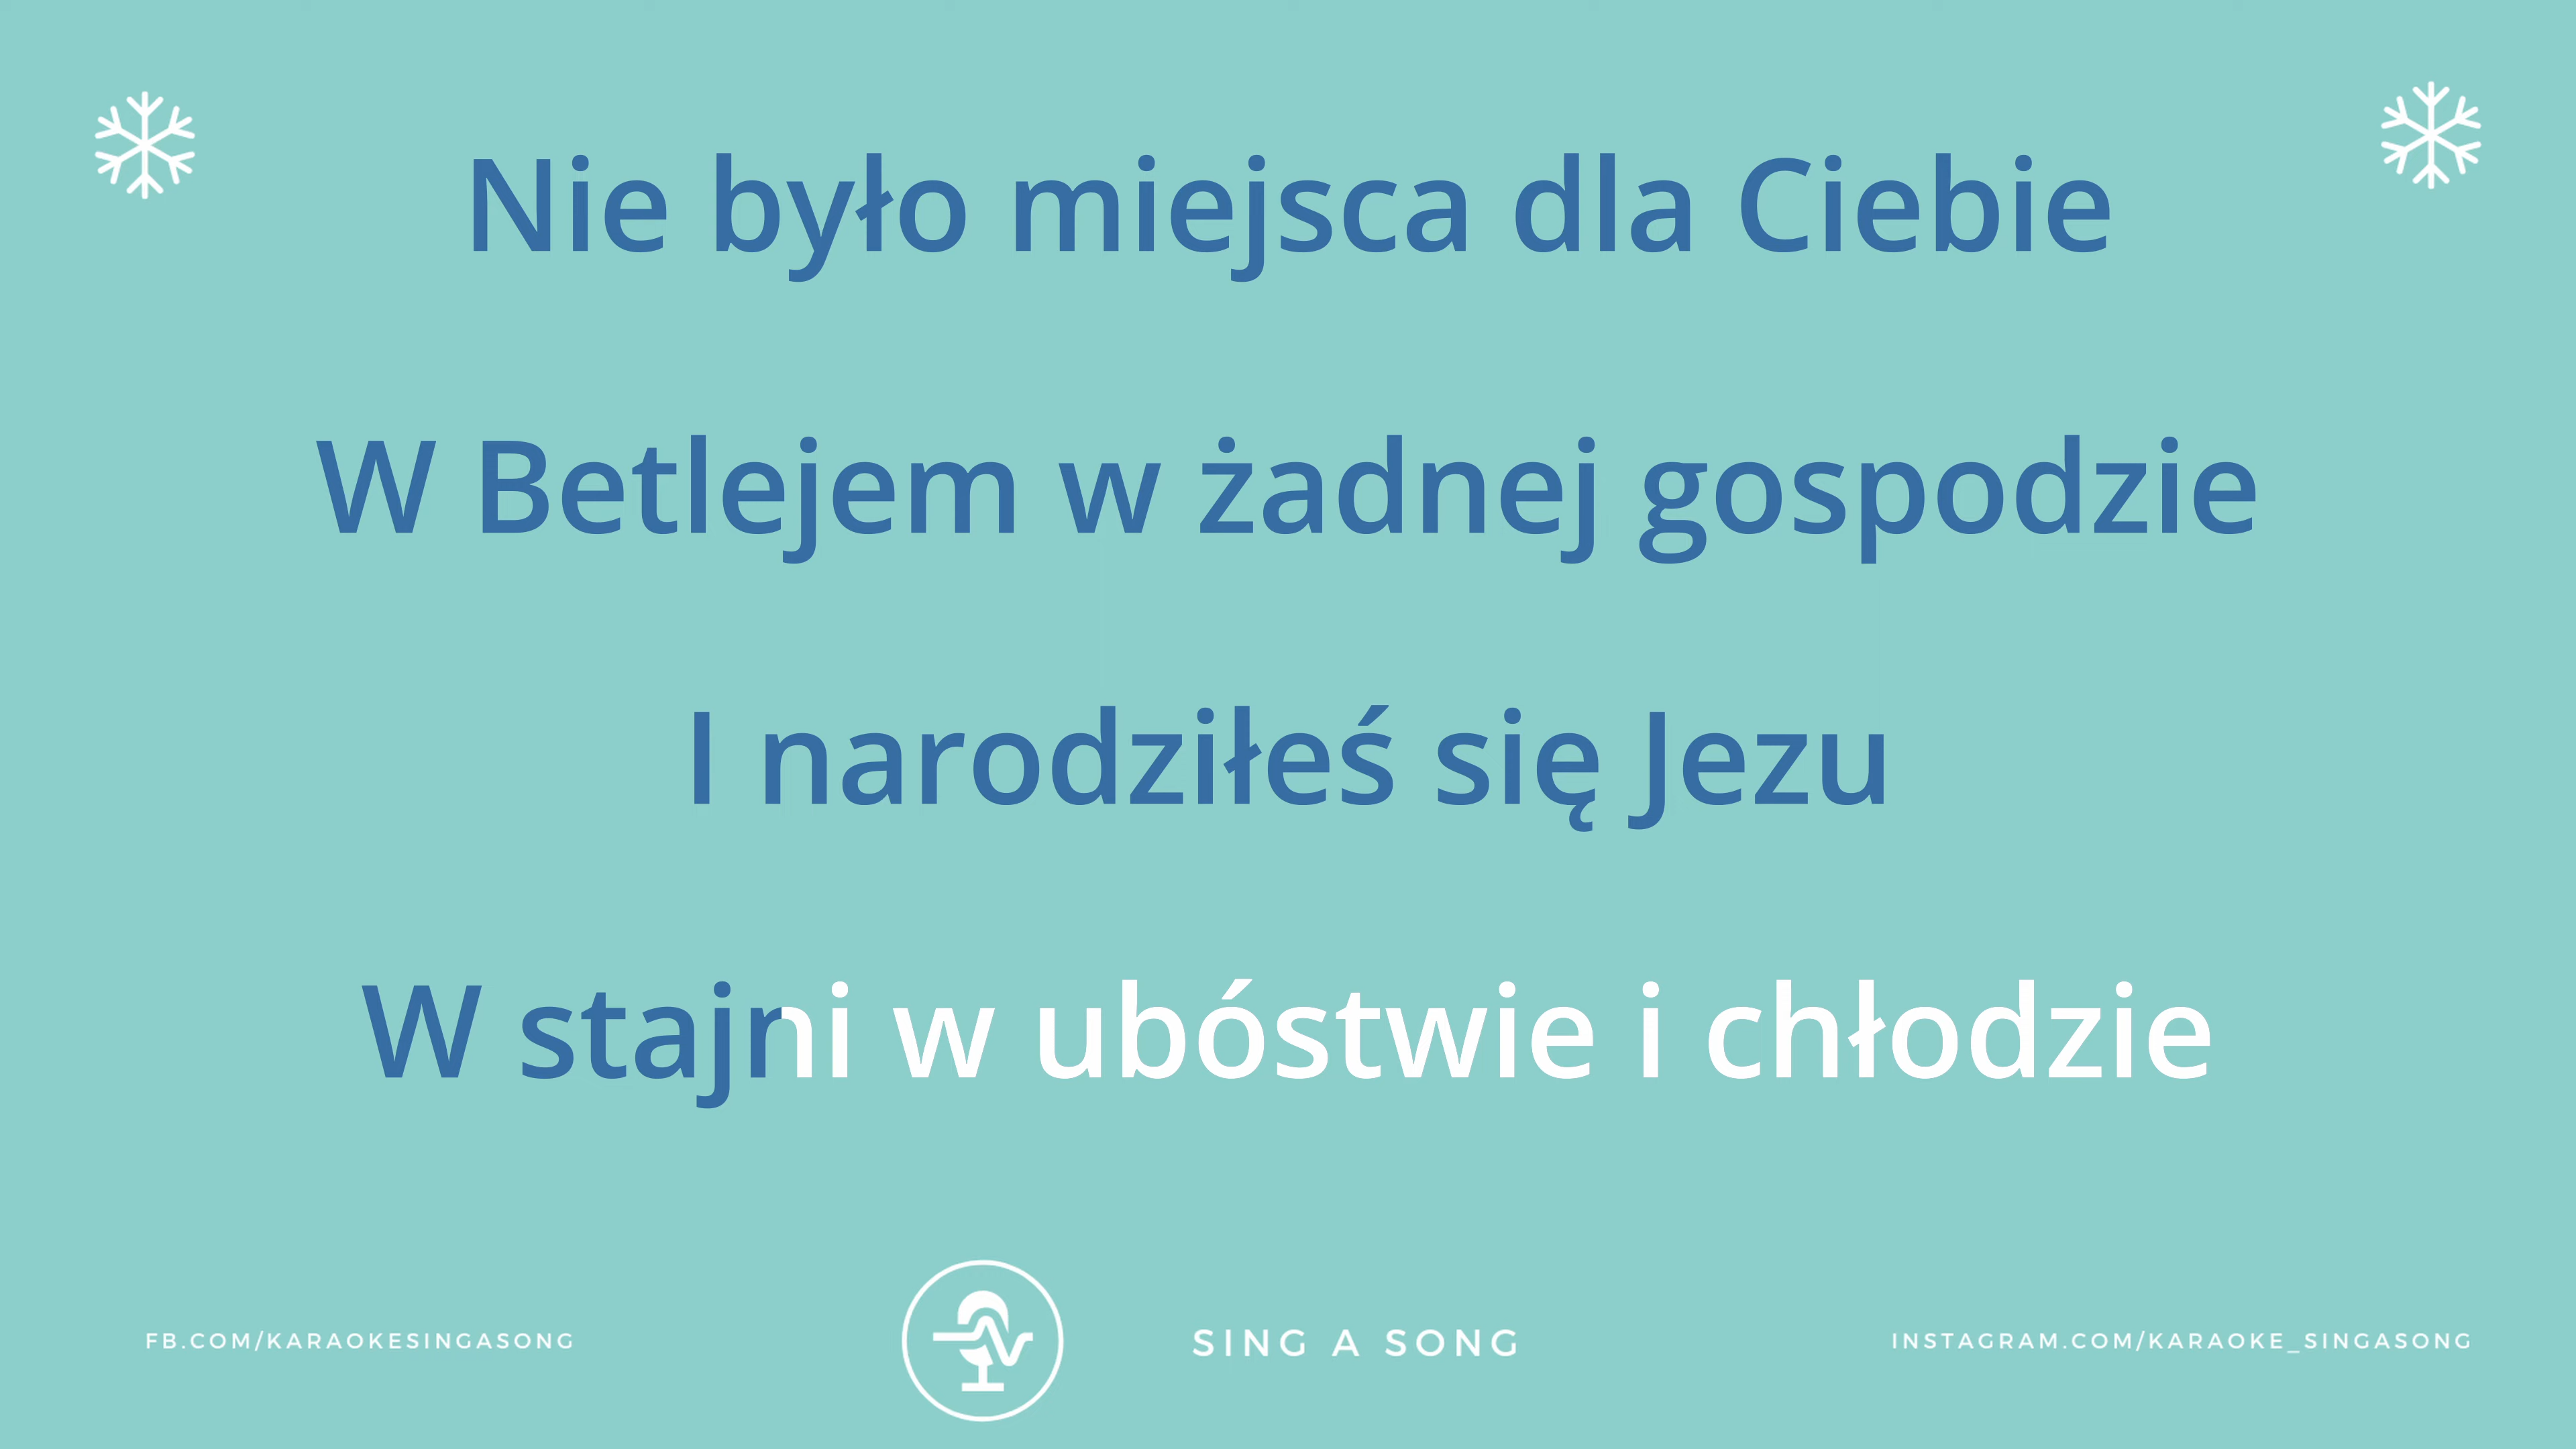 Nie było miejsca dla Ciebie
W Betlejem w żadnej gospodzie
I narodziłeś się Jezu
W stajni w ubóstwie i chłodzie
FB.COM/KARAOKESINGASONG
SING A SONG
INSTAGRAM.COM/KARAOKE_SINGASONG